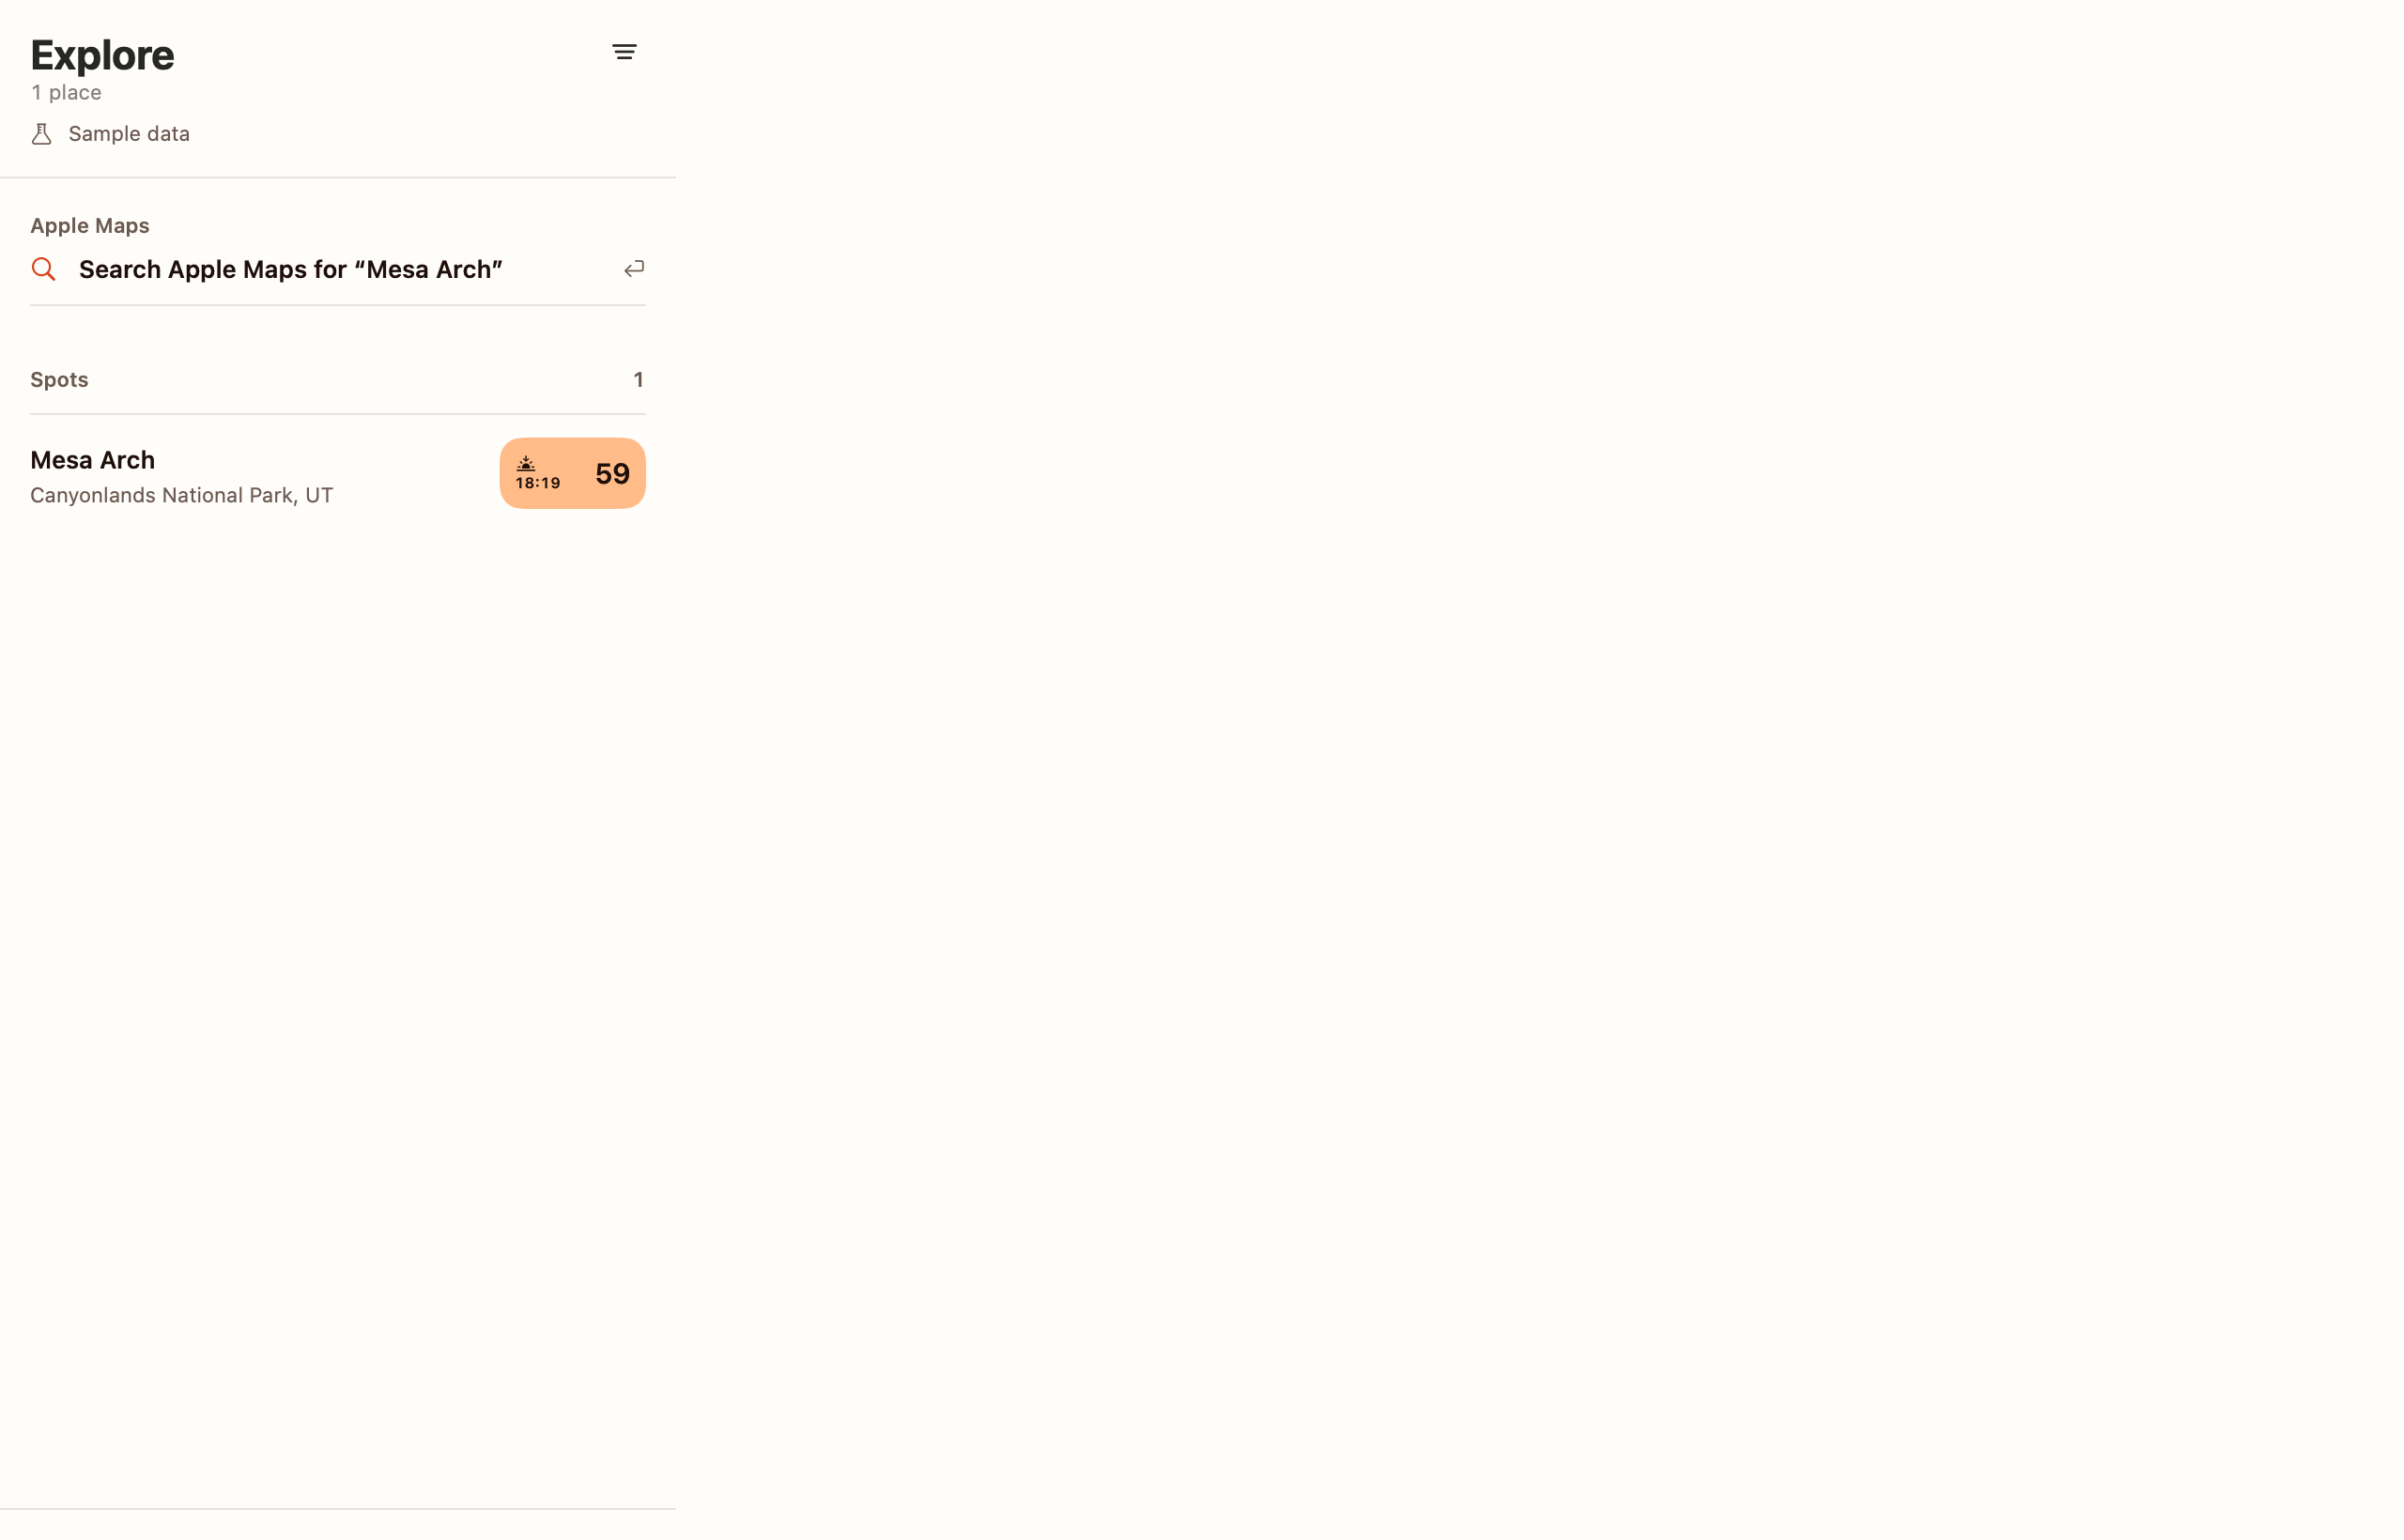 Explore
1 place
Sample data
Apple Maps
Search Apple Maps for “Mesa Arch”
Spots
1
Mesa Arch
Canyonlands National Park, UT
18:19
59